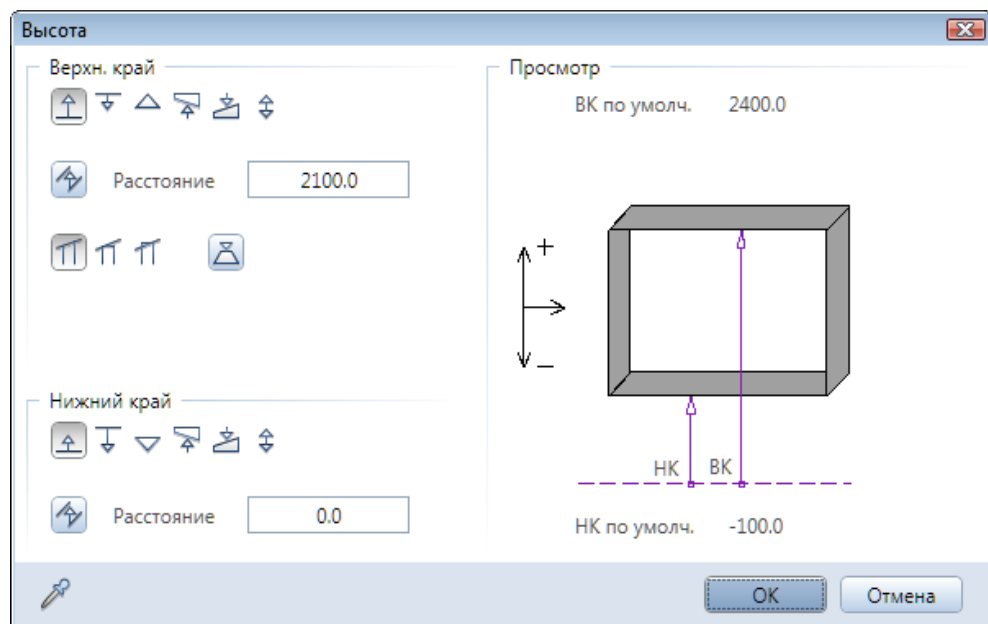 Высота
Верхн. край
Расстояние 2100.0
Нижний край
Расстояние 0.0
Просмотр
ВК по умолч. 2400.0
+
−
НК ВК
НК по умолч. -100.0
OK Отмена